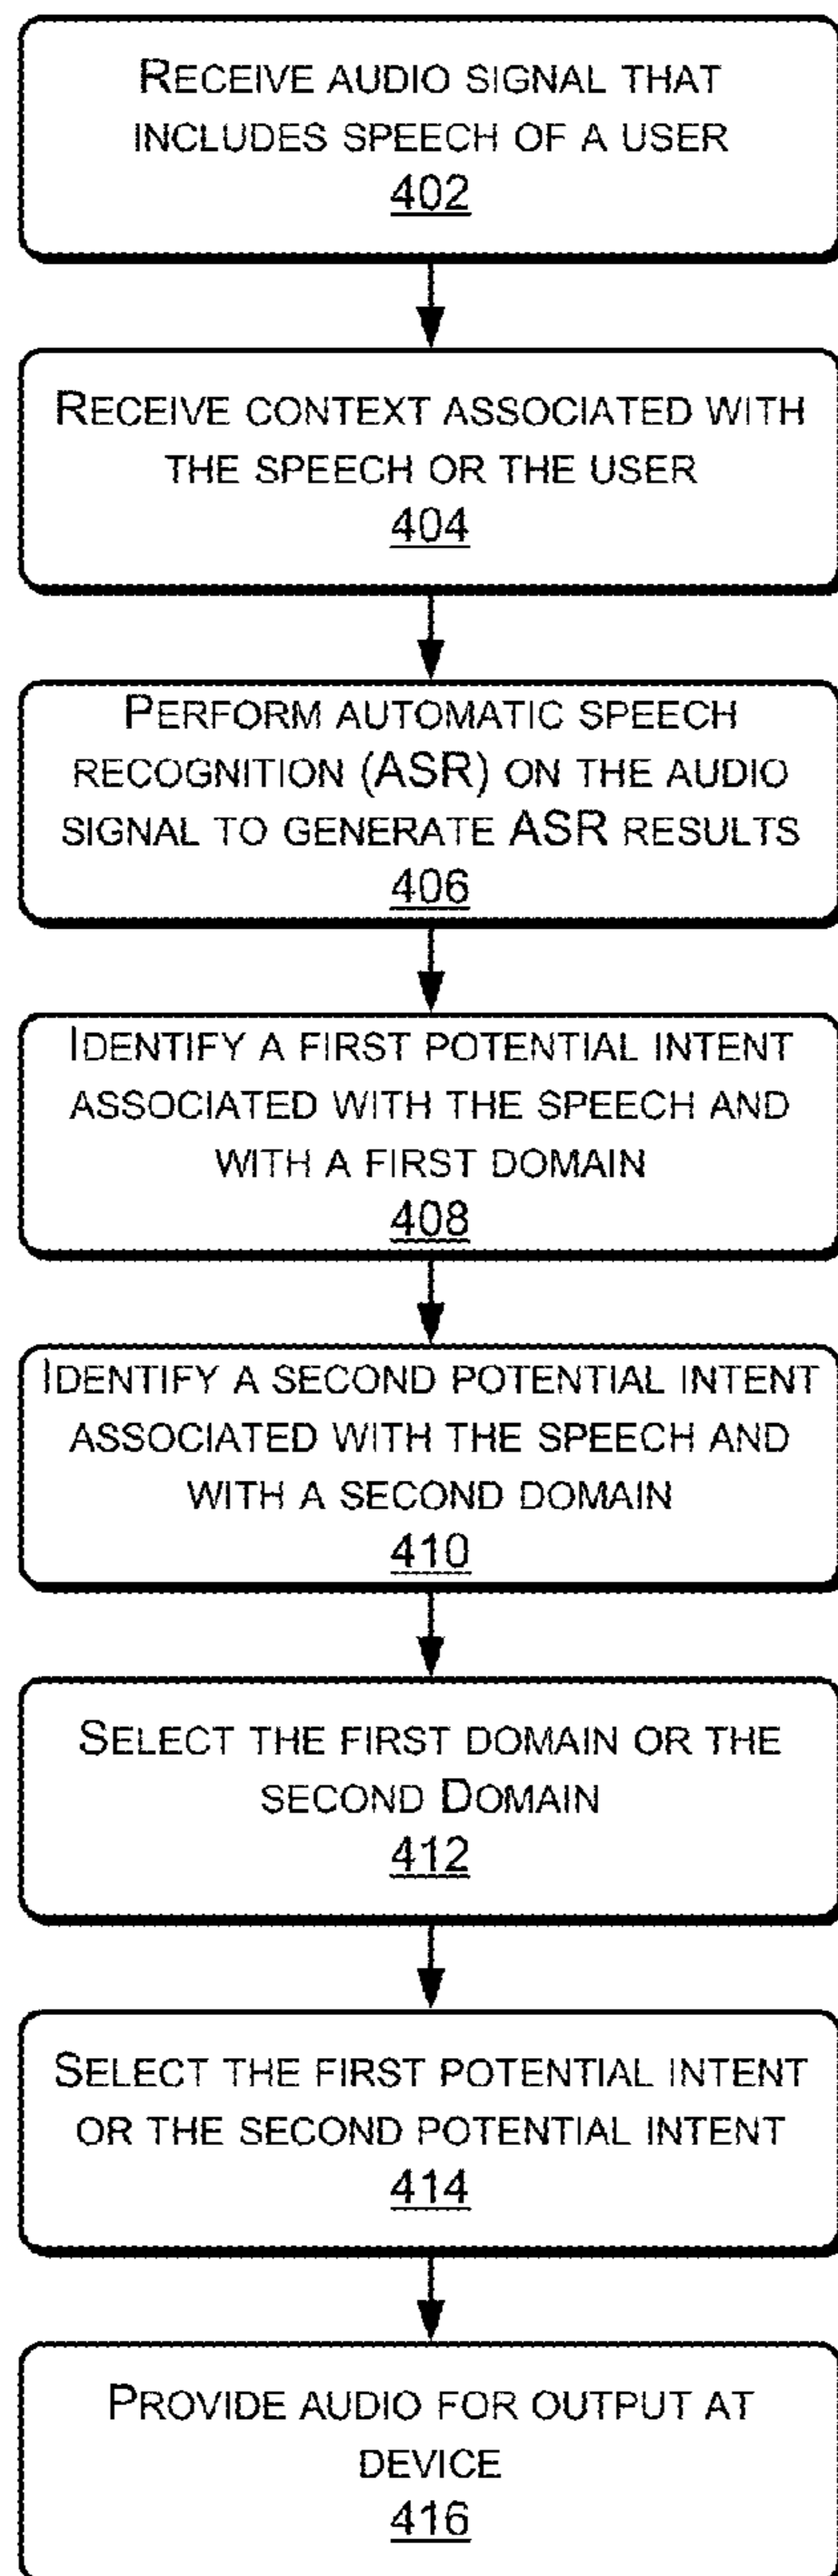 RECEIVE AUDIO SIGNAL THAT
INCLUDES SPEECH OF A USER
402
RECEIVE CONTEXT ASSOCIATED WITH
THE SPEECH OR THE USER
404
PERFORM AUTOMATIC SPEECH
RECOGNITION (ASR) ON THE AUDIO
SIGNAL TO GENERATE ASR RESULTS
406
IDENTIFY A FIRST POTENTIAL INTENT
ASSOCIATED WITH THE SPEECH AND
WITH A FIRST DOMAIN
408
IDENTIFY A SECOND POTENTIAL INTENT
ASSOCIATED WITH THE SPEECH AND
WITH A SECOND DOMAIN
410
SELECT THE FIRST DOMAIN OR THE
SECOND DOMAIN
412
SELECT THE FIRST POTENTIAL INTENT
OR THE SECOND POTENTIAL INTENT
414
PROVIDE AUDIO FOR OUTPUT AT
DEVICE
416